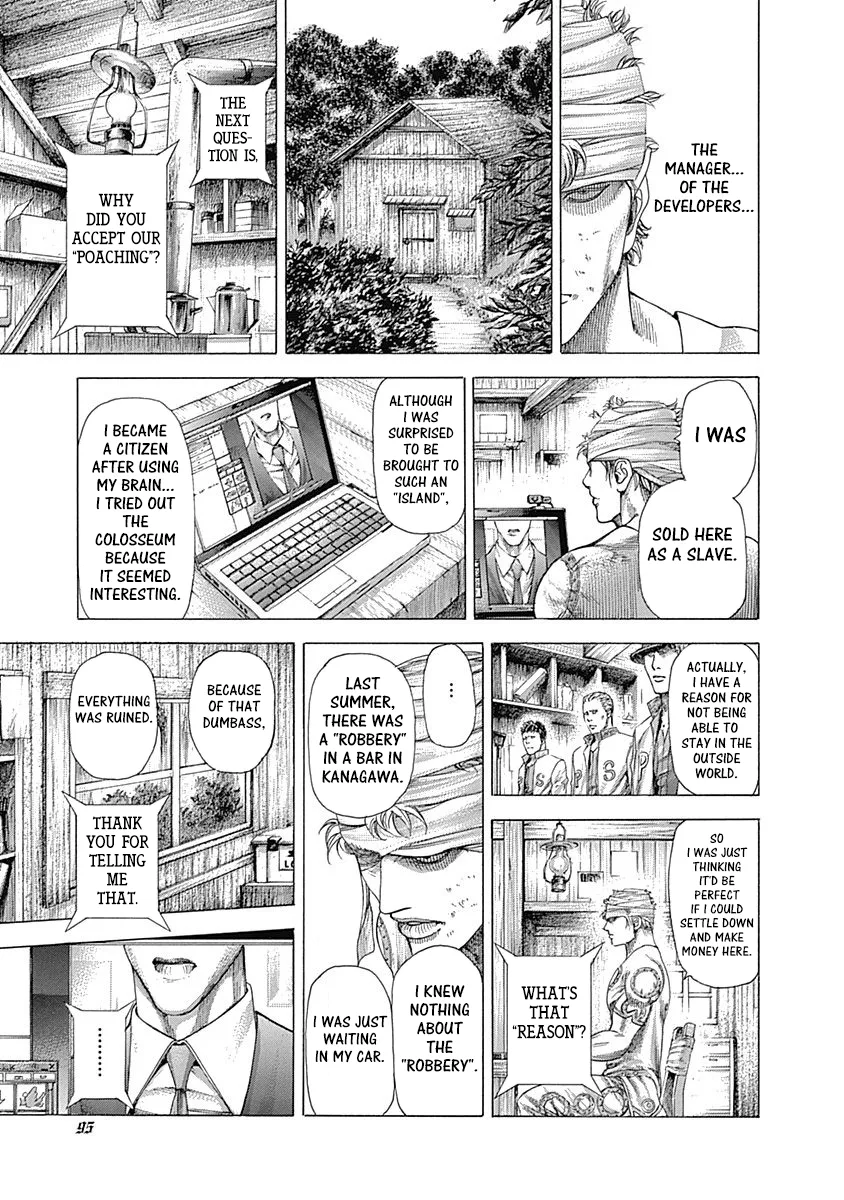 THE
MANAGER...
OF THE
DEVELOPERS...
THE
NEXT
QUES-
TION IS,
WHY
DID YOU
ACCEPT OUR
"POACHING"?
I WAS
SOLD HERE
AS A SLAVE.
ALTHOUGH
I WAS
SURPRISED
TO BE
BROUGHT TO
SUCH AN
"ISLAND",
I BECAME
A CITIZEN
AFTER USING
MY BRAIN...
I TRIED OUT
THE
COLOSSEUM
BECAUSE
IT SEEMED
INTERESTING.
ACTUALLY,
I HAVE A
REASON FOR
NOT BEING
ABLE TO
STAY IN THE
OUTSIDE
WORLD.
S
P
S
P
SO
I WAS JUST
THINKING
IT'D BE
PERFECT
IF I COULD
SETTLE DOWN
AND MAKE
MONEY HERE.
WHAT'S
THAT
"REASON"?
...
LAST
SUMMER,
THERE WAS
A "ROBBERY"
IN A BAR IN
KANAGAWA.
I KNEW
NOTHING
ABOUT
THE
"ROBBERY".
I WAS JUST
WAITING
IN MY CAR.
BECAUSE
OF THAT
DUMBASS,
EVERYTHING
WAS RUINED.
THANK
YOU FOR
TELLING
ME
THAT.
......
95